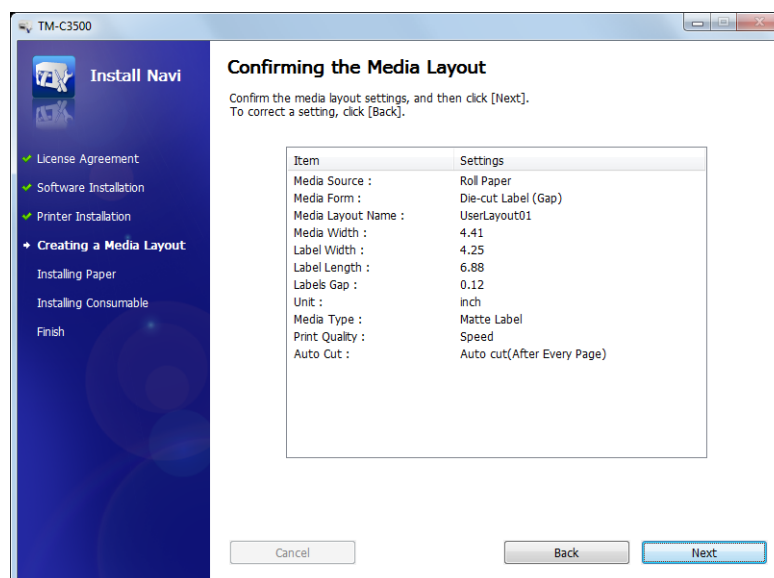 TM-C3500
Install Navi
License Agreement
Software Installation
Printer Installation
Creating a Media Layout
Installing Paper
Installing Consumable
Finish
Confirming the Media Layout
Confirm the media layout settings, and then click [Next].
To correct a setting, click [Back].
Item Settings
Media Source : Roll Paper
Media Form : Die-cut Label (Gap)
Media Layout Name : UserLayout01
Media Width : 4.41
Label Width : 4.25
Label Length : 6.88
Labels Gap : 0.12
Unit : inch
Media Type : Matte Label
Print Quality : Speed
Auto Cut : Auto cut(After Every Page)
Cancel Back Next